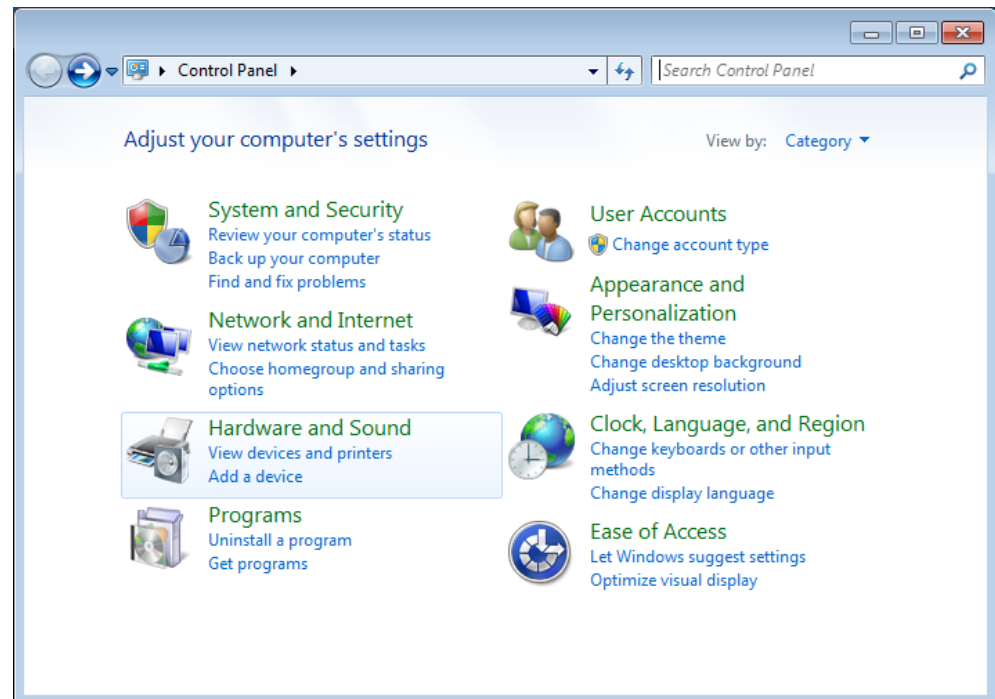 Control Panel
Search Control Panel
Adjust your computer's settings
View by: Category
System and Security
Review your computer's status
Back up your computer
Find and fix problems
Network and Internet
View network status and tasks
Choose homegroup and sharing
options
Hardware and Sound
View devices and printers
Add a device
Programs
Uninstall a program
Get programs
User Accounts
Change account type
Appearance and
Personalization
Change the theme
Change desktop background
Adjust screen resolution
Clock, Language, and Region
Change keyboards or other input
methods
Change display language
Ease of Access
Let Windows suggest settings
Optimize visual display